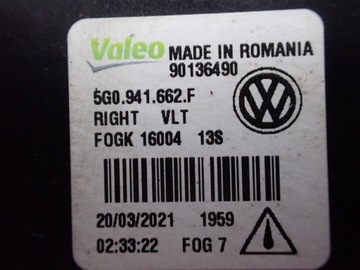 Valeo
MADE IN ROMANIA
90136490
5G0.941.662.F
RIGHT VLT
FOGK 16004 13S
20/03/2021 1959
02:33:22 FOG 7